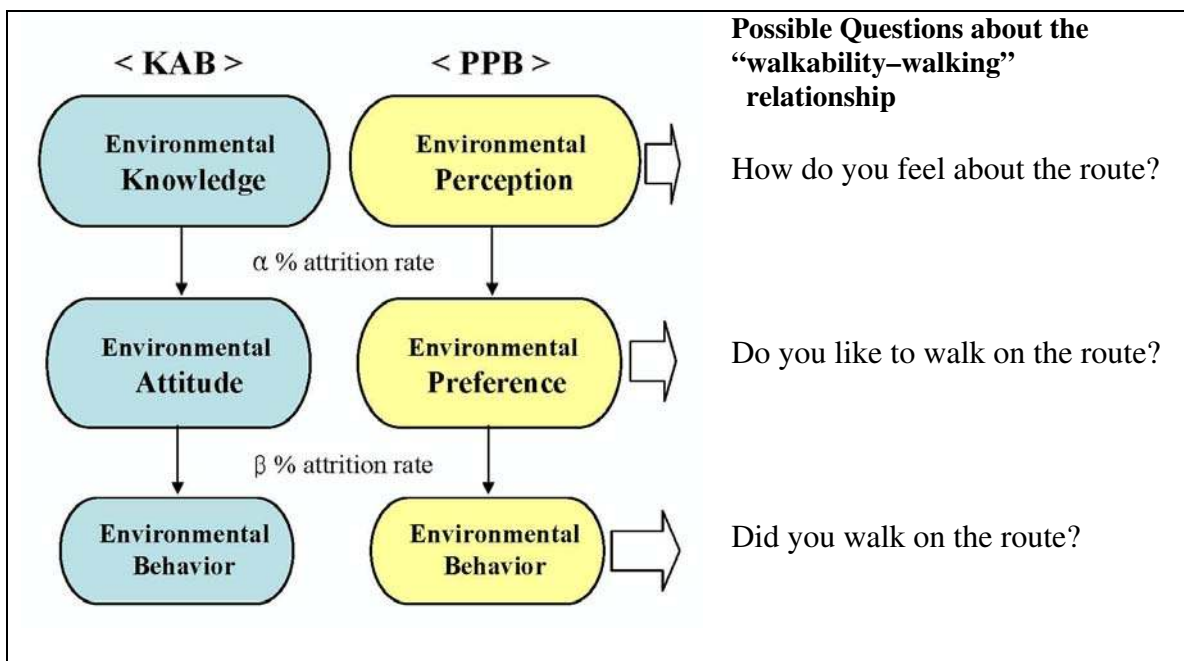 < KAB >
Environmental
Knowledge
α % attrition rate
Environmental
Attitude
β % attrition rate
Environmental
Behavior
< PPB >
Environmental
Perception
Environmental
Preference
Environmental
Behavior
Possible Questions about the
“walkability–walking”
relationship
How do you feel about the route?
Do you like to walk on the route?
Did you walk on the route?